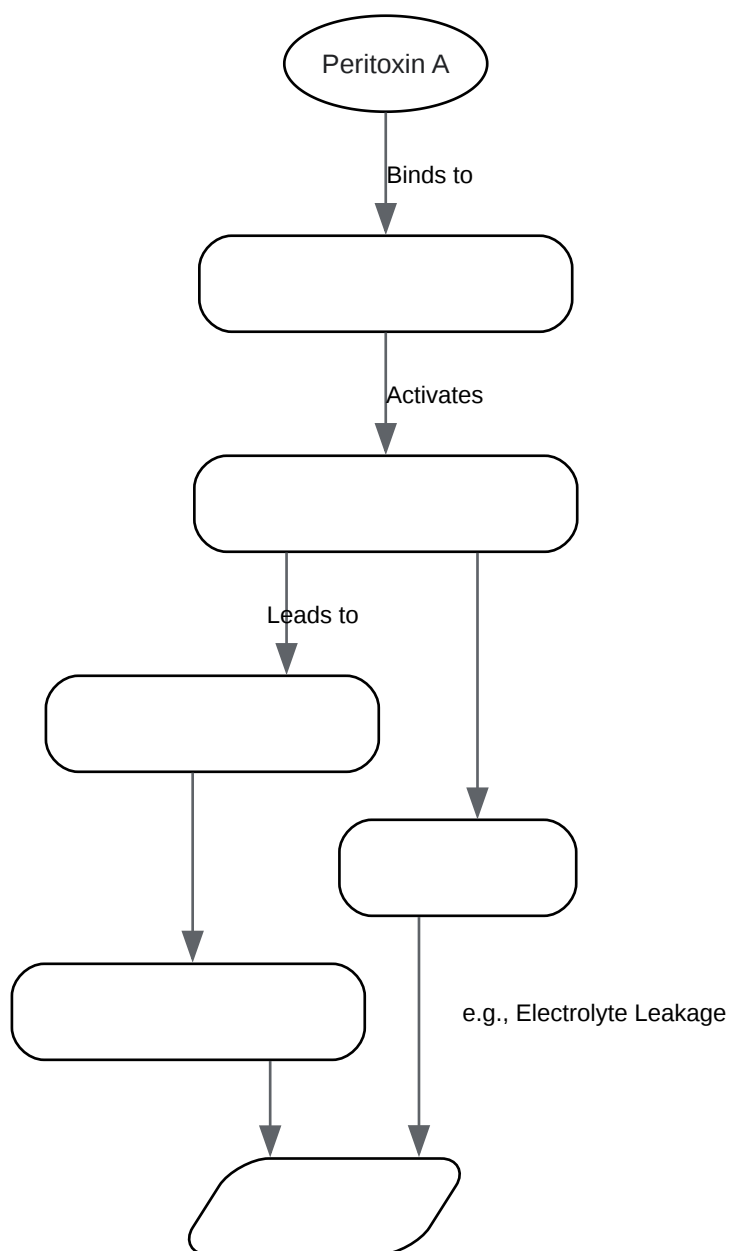 Peritoxin A
Binds to
Activates
Leads to
e.g., Electrolyte Leakage